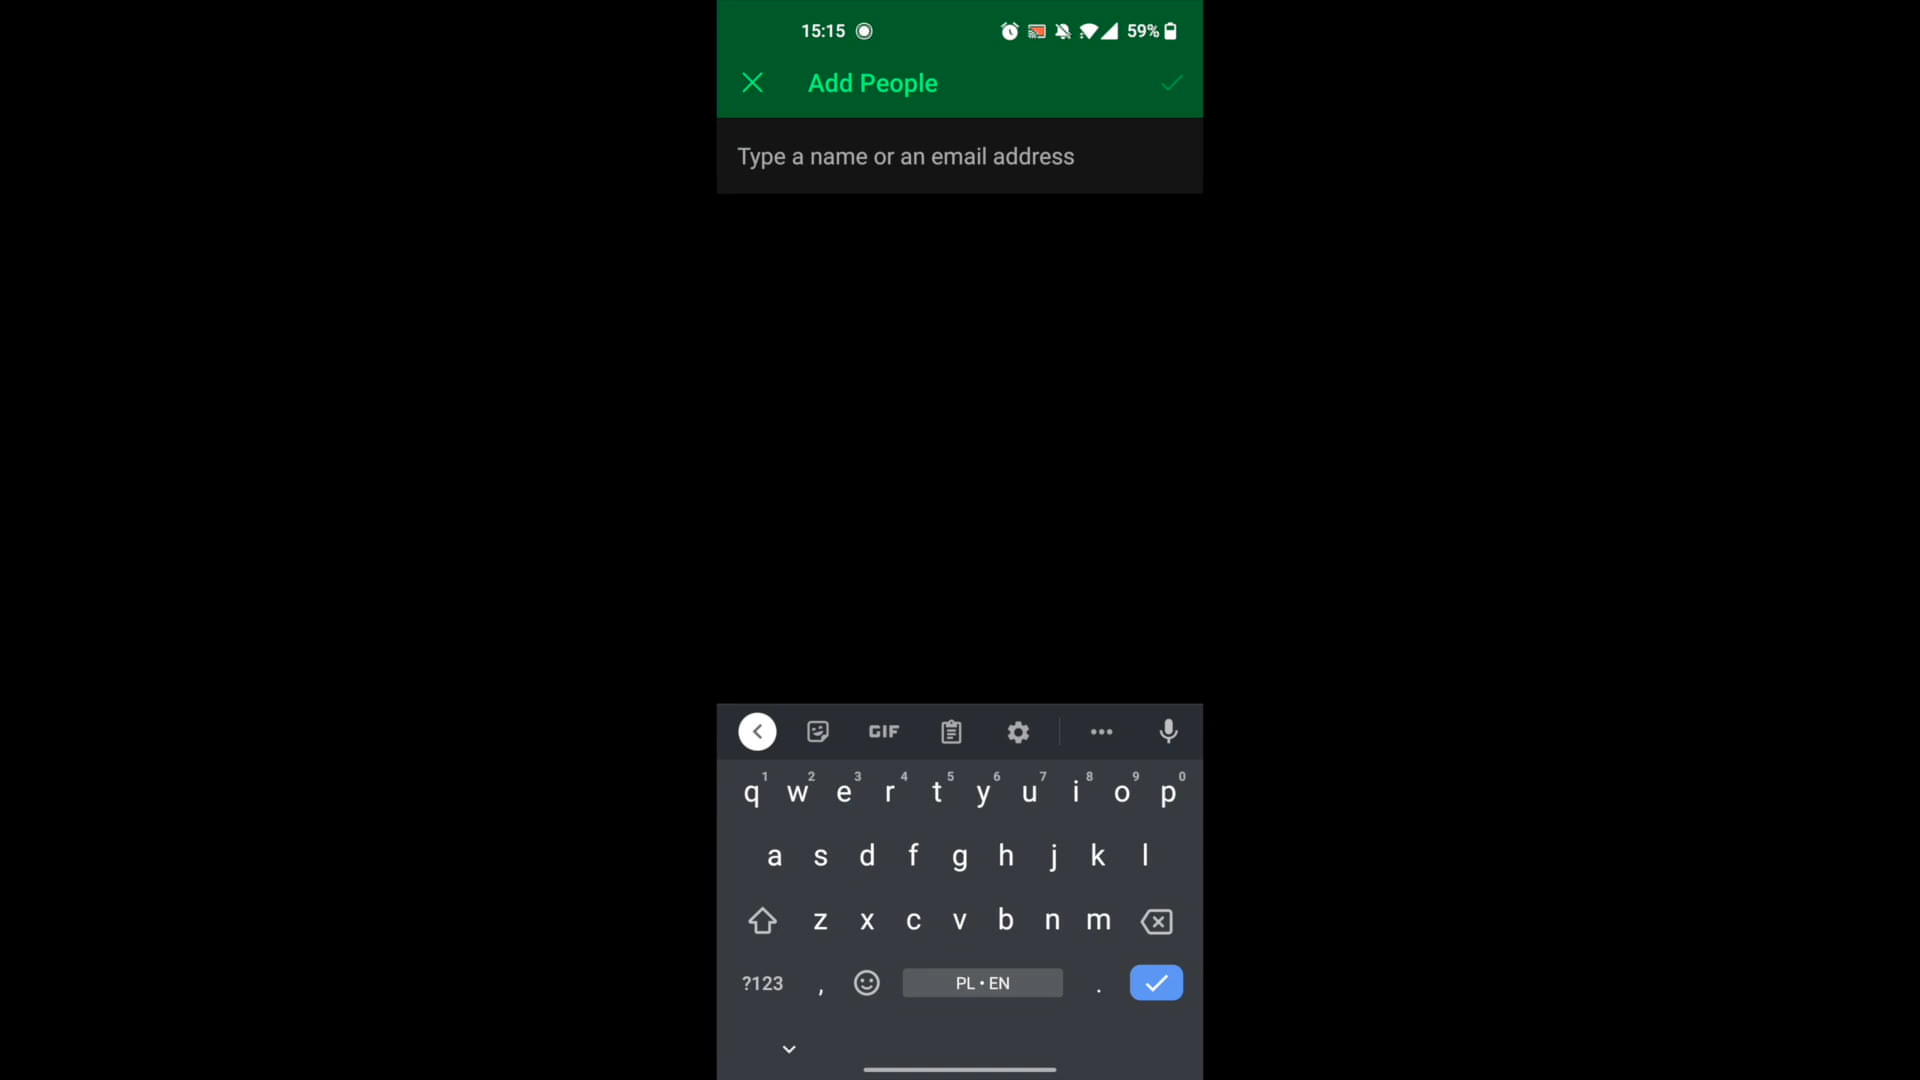 15:15 59%
Add People
Type a name or an email address
GIF
1 2 3 4 5 6 7 8 9 0
q w e r t y u i o p
a s d f g h j k l
z x c v b n m
?123 , PL • EN .